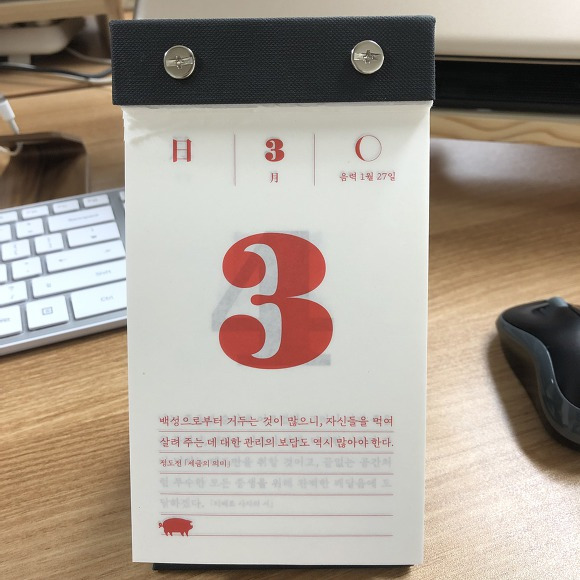 日 3 月
음력 1월 27일
3
백성으로부터 거두는 것이 많으니, 자신들을 먹여
살려 주는 데 대한 관리의 보답도 역시 많아야 한다.
정도전 「세금의 의미」